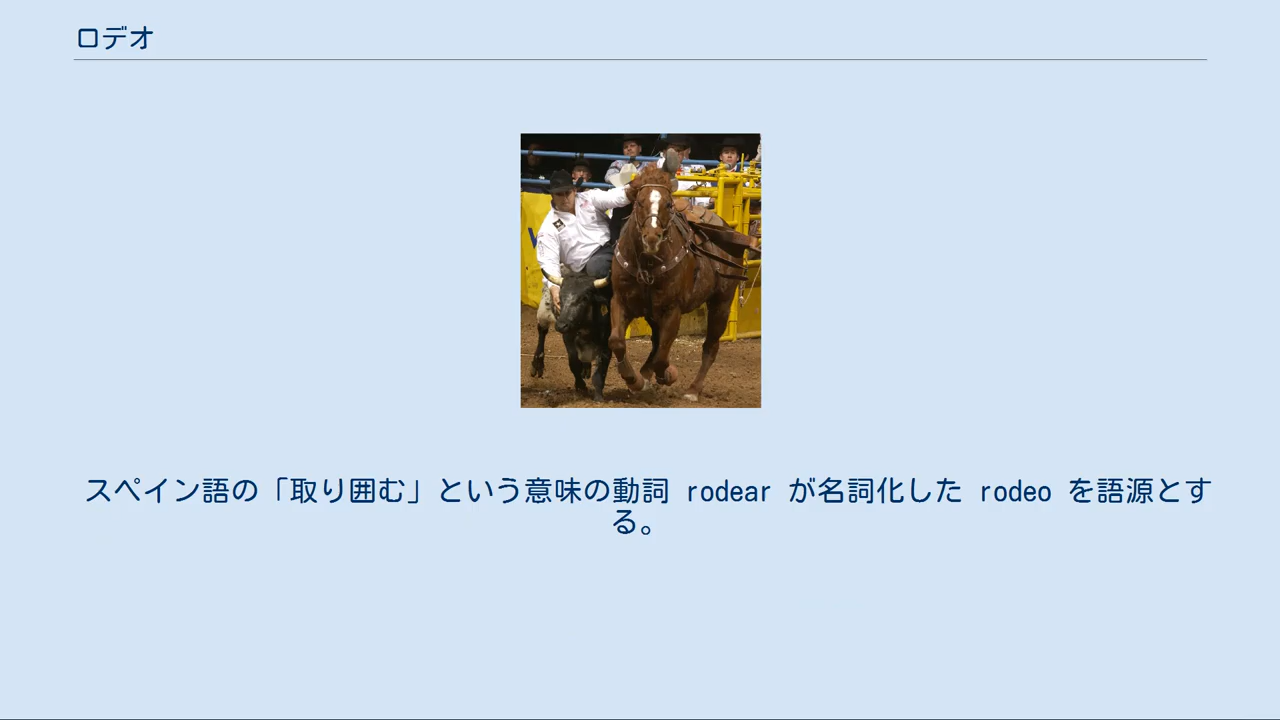 ロデオ
スペイン語の「取り囲む」という意味の動詞 rodear が名詞化した rodeo を語源とす
る。